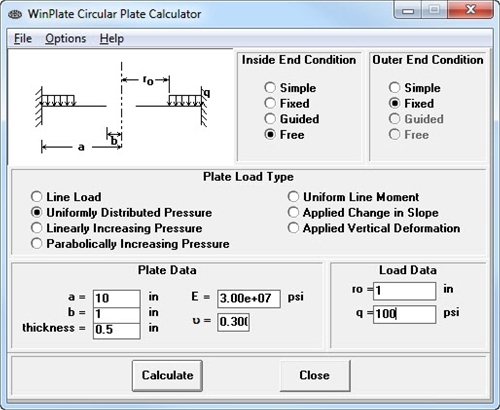 WinPlate Circular Plate Calculator
File Options Help
ro
q
b
a
Inside End Condition
Simple
Fixed
Guided
Free
Outer End Condition
Simple
Fixed
Guided
Free
Plate Load Type
Line Load
Uniformly Distributed Pressure
Linearly Increasing Pressure
Parabolically Increasing Pressure
Uniform Line Moment
Applied Change in Slope
Applied Vertical Deformation
Plate Data
a = 10 in
b = 1 in
thickness = 0.5 in
E = 3.00e+07 psi
υ = 0.30
Load Data
ro = 1 in
q = 100 psi
Calculate
Close